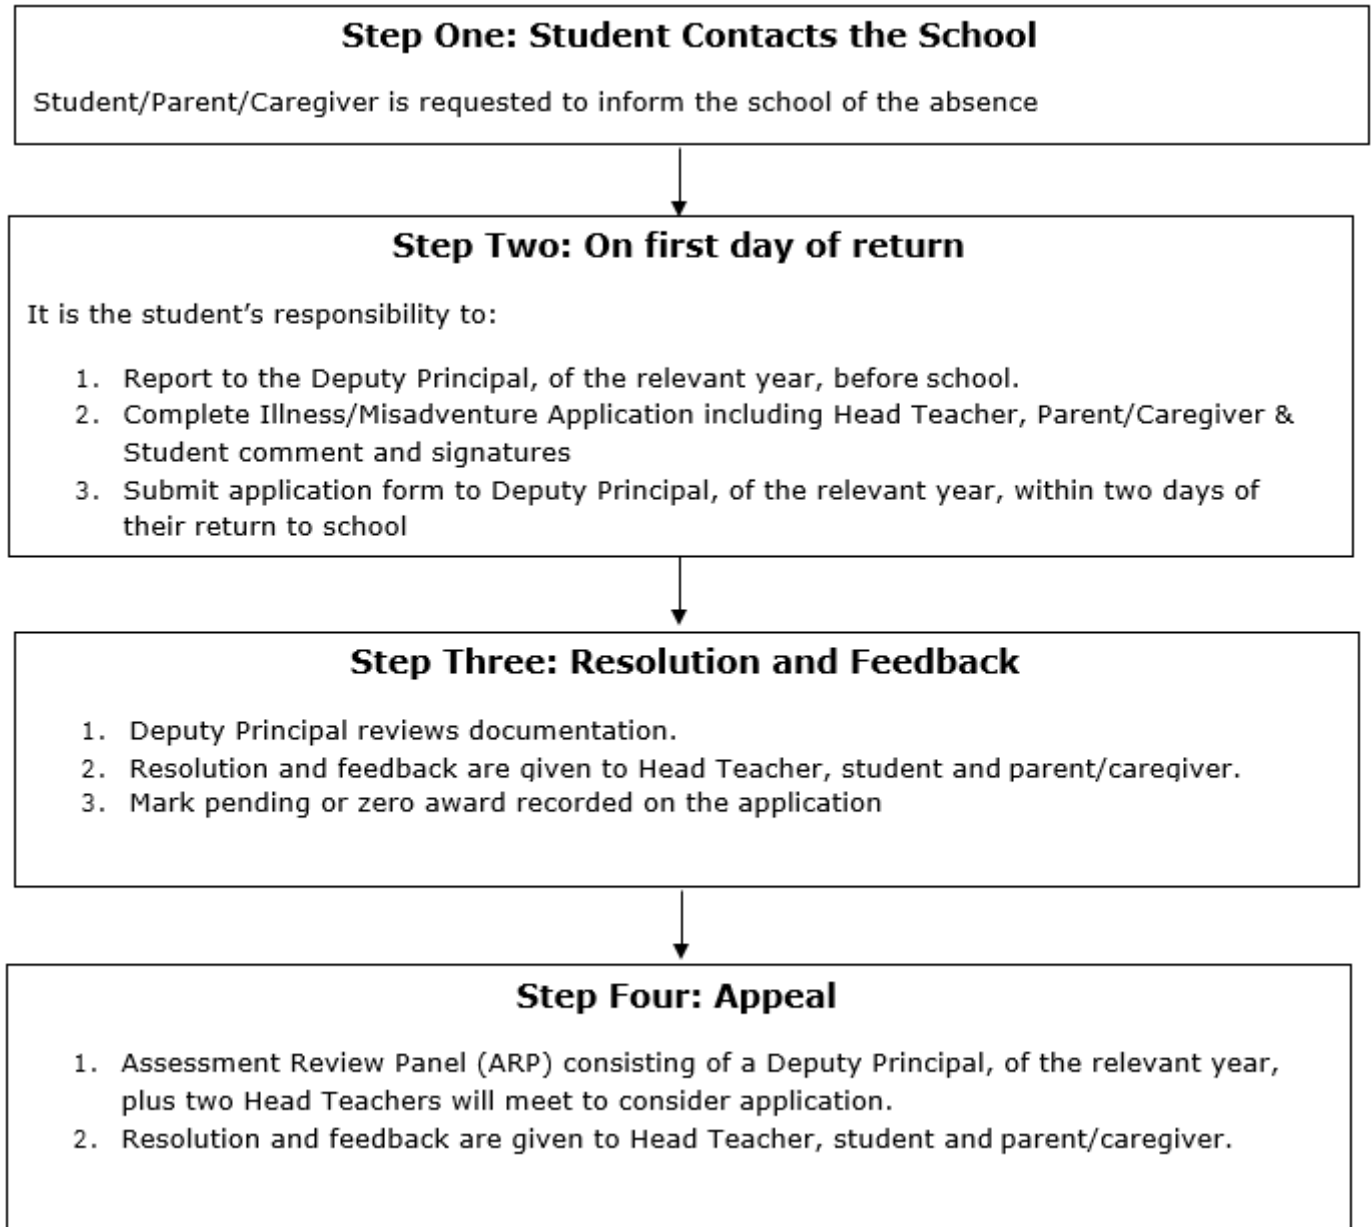 Step One: Student Contacts the School
Student/Parent/Caregiver is requested to inform the school of the absence
Step Two: On first day of return
It is the student’s responsibility to:
1. Report to the Deputy Principal, of the relevant year, before school.
2. Complete Illness/Misadventure Application including Head Teacher, Parent/Caregiver &
Student comment and signatures
3. Submit application form to Deputy Principal, of the relevant year, within two days of
their return to school
Step Three: Resolution and Feedback
1. Deputy Principal reviews documentation.
2. Resolution and feedback are given to Head Teacher, student and parent/caregiver.
3. Mark pending or zero award recorded on the application
Step Four: Appeal
1. Assessment Review Panel (ARP) consisting of a Deputy Principal, of the relevant year,
plus two Head Teachers will meet to consider application.
2. Resolution and feedback are given to Head Teacher, student and parent/caregiver.